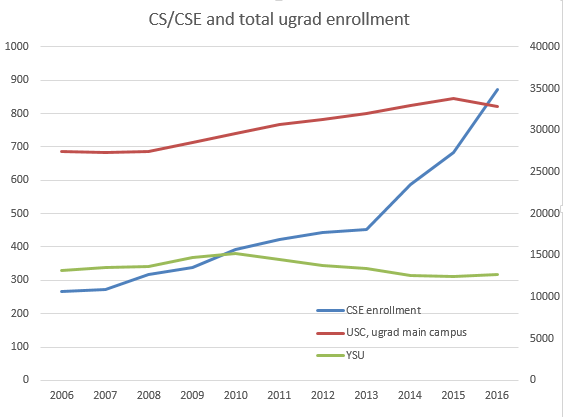 CS/CSE and total ugrad enrollment
1000 40000
900 35000
800 30000
700 25000
600 20000
500 15000
400 10000
300 5000
200 0
100
0
CSE enrollment
USC, ugrad main campus
YSU
2006 2007 2008 2009 2010 2011 2012 2013 2014 2015 2016